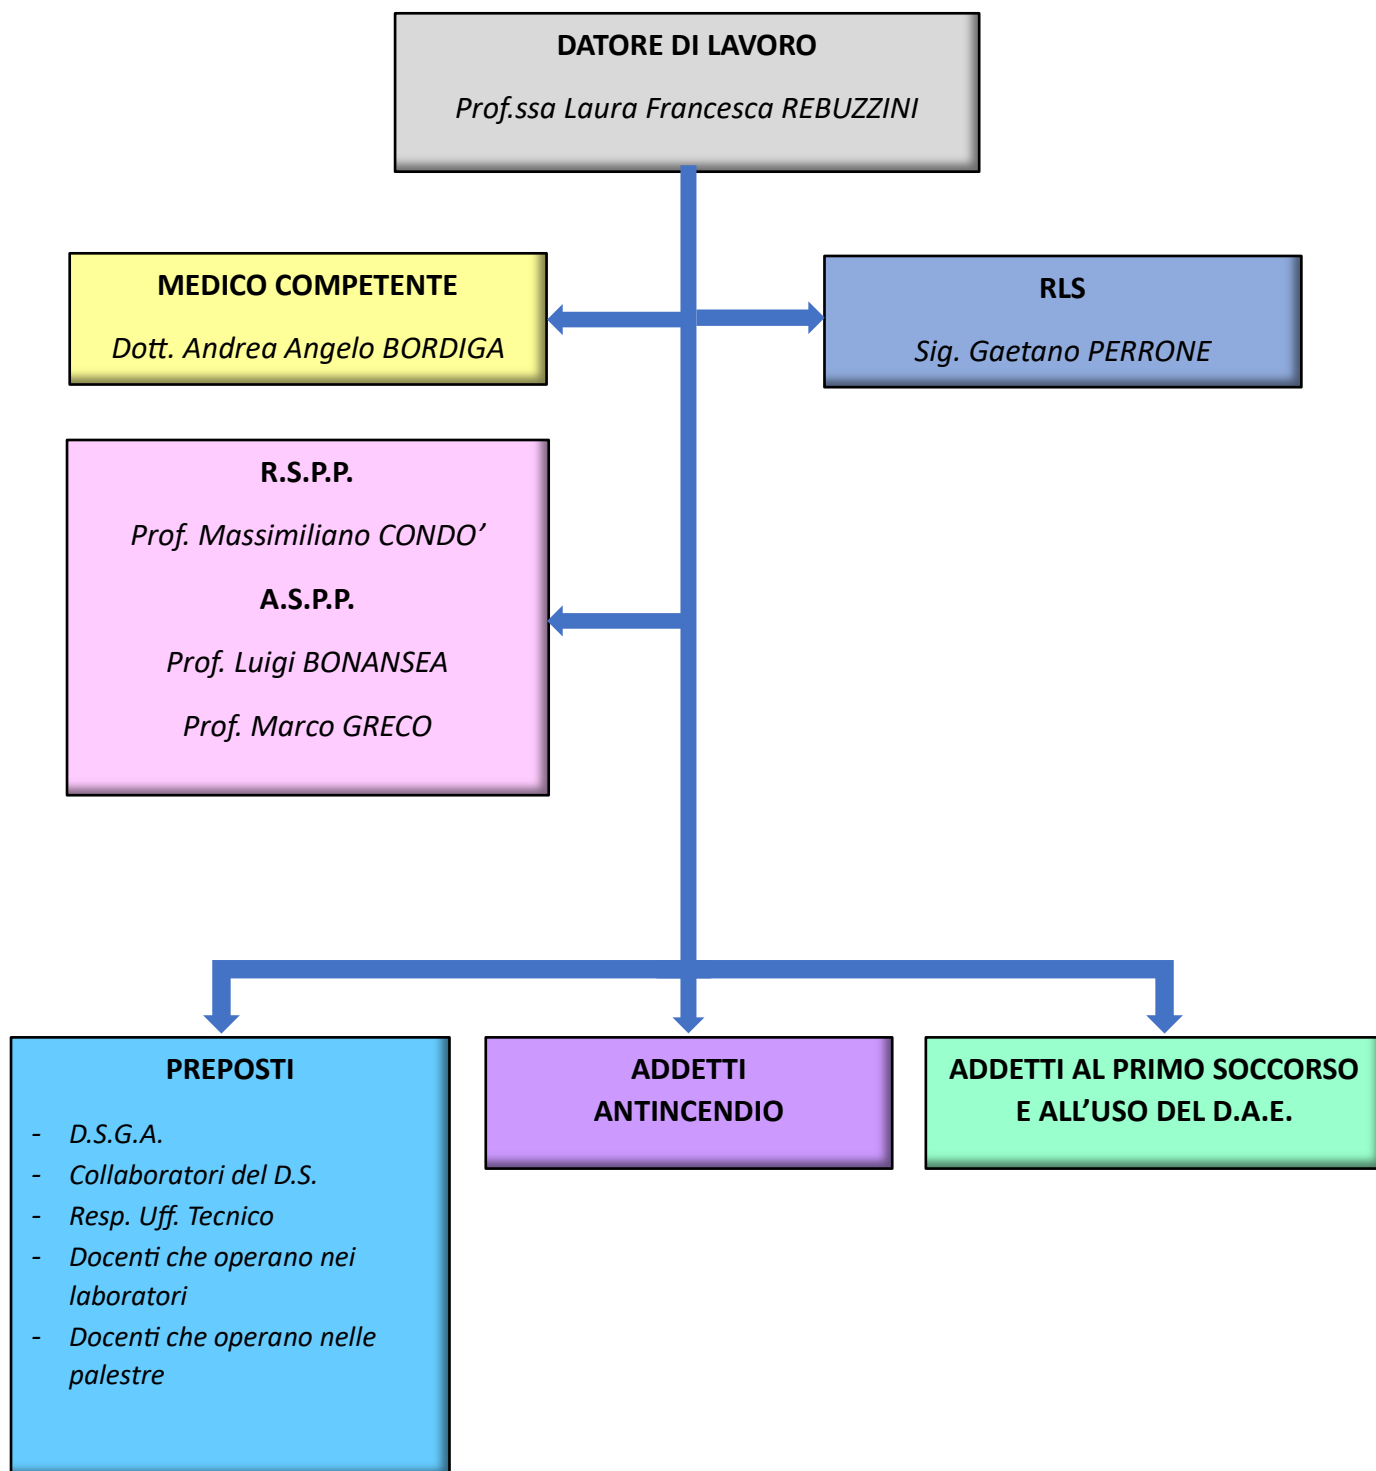 DATORE DI LAVORO
Prof.ssa Laura Francesca REBUZZINI
MEDICO COMPETENTE
Dott. Andrea Angelo BORDIGA
RLS
Sig. Gaetano PERRONE
R.S.P.P.
Prof. Massimiliano CONDO’
A.S.P.P.
Prof. Luigi BONANSEA
Prof. Marco GRECO
PREPOSTI
- D.S.G.A.
- Collaboratori del D.S.
- Resp. Uff. Tecnico
- Docenti che operano nei
laboratori
- Docenti che operano nelle
palestre
ADDETTI
ANTINCENDIO
ADDETTI AL PRIMO SOCCORSO
E ALL’USO DEL D.A.E.